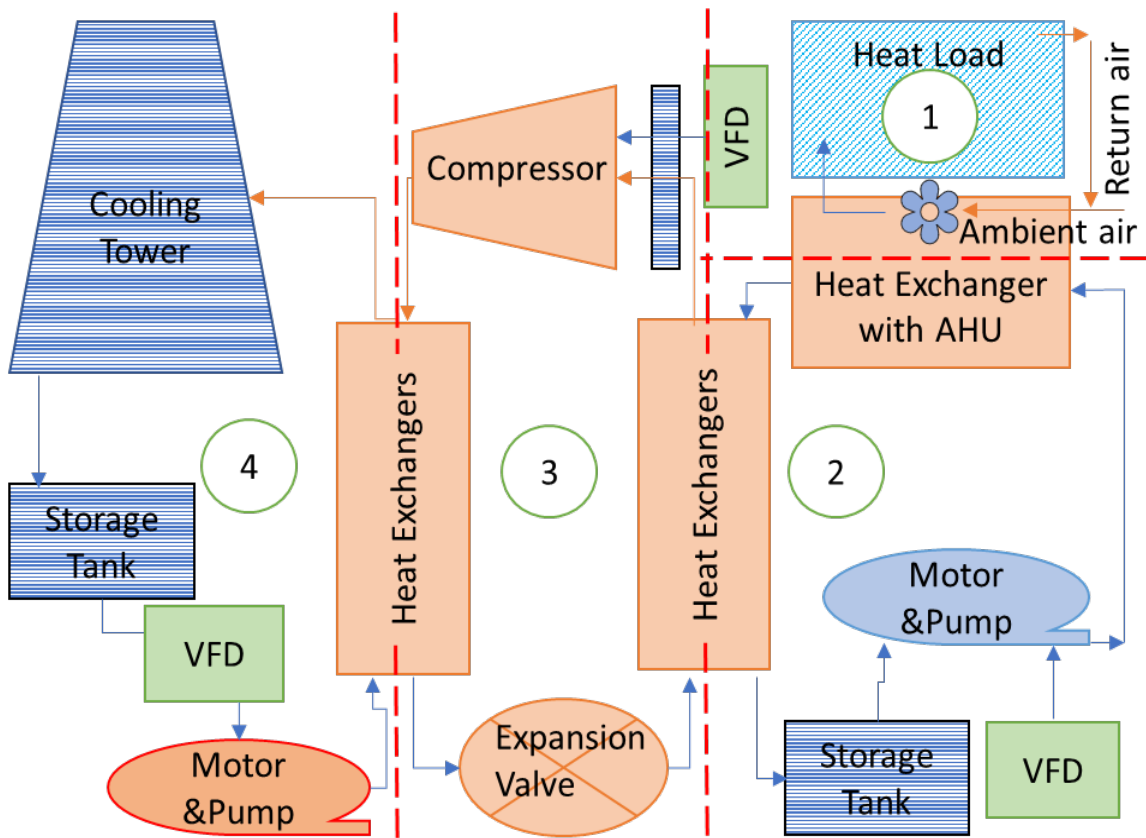 Heat Load
1
Return air
VFD
Compressor
Cooling
Tower
Ambient air
Heat Exchanger
with AHU
Heat Exchangers
Heat Exchangers
4
3
2
Storage
Tank
VFD
Motor
&Pump
Expansion
Valve
Motor
&Pump
Storage
Tank
VFD